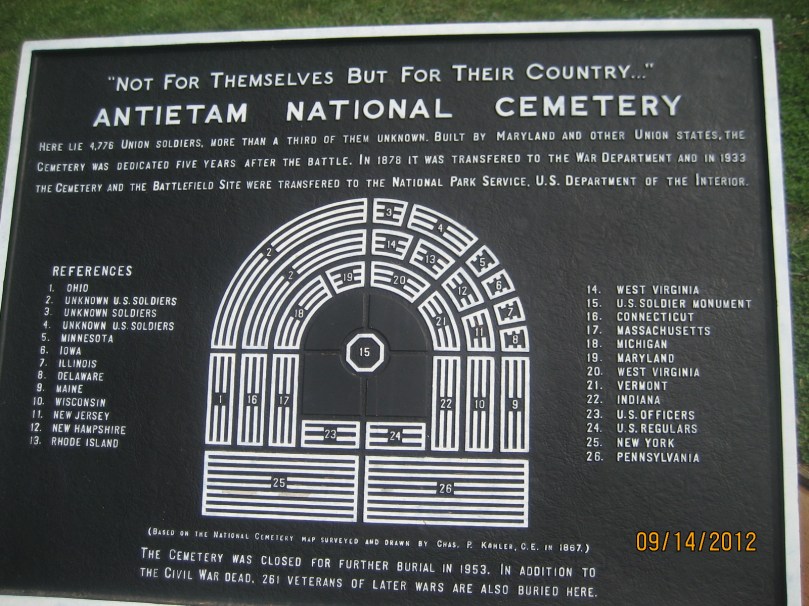 "NOT FOR THEMSELVES BUT FOR THEIR COUNTRY..."
ANTIETAM NATIONAL CEMETERY
HERE LIE 4,776 UNION SOLDIERS, MORE THAN A THIRD OF THEM UNKNOWN. BUILT BY MARYLAND AND OTHER UNION STATES, THE
CEMETERY WAS DEDICATED FIVE YEARS AFTER THE BATTLE. IN 1878 IT WAS TRANSFERED TO THE WAR DEPARTMENT AND IN 1933
THE CEMETERY AND THE BATTLEFIELD SITE WERE TRANSFERED TO THE NATIONAL PARK SERVICE, U.S. DEPARTMENT OF THE INTERIOR.
REFERENCES
1. OHIO
2. UNKNOWN U.S. SOLDIERS
3. UNKNOWN SOLDIERS
4. UNKNOWN U.S. SOLDIERS
5. MINNESOTA
6. IOWA
7. ILLINOIS
8. DELAWARE
9. MAINE
10. WISCONSIN
11. NEW JERSEY
12. NEW HAMPSHIRE
13. RHODE ISLAND
3
4
2
14
13
5
2
19
20
12
6
18
21
11
7
8
15
1
16
17
22
10
9
23
24
25
26
14. WEST VIRGINIA
15. U.S. SOLDIER MONUMENT
16. CONNECTICUT
17. MASSACHUSETTS
18. MICHIGAN
19. MARYLAND
20. WEST VIRGINIA
21. VERMONT
22. INDIANA
23. U.S. OFFICERS
24. U.S. REGULARS
25. NEW YORK
26. PENNSYLVANIA
(BASED ON THE NATIONAL CEMETERY MAP SURVEYED AND DRAWN BY CHAS. P. KAHLER, C.E. IN 1867.)
THE CEMETERY WAS CLOSED FOR FURTHER BURIAL IN 1953. IN ADDITION TO
THE CIVIL WAR DEAD, 261 VETERANS OF LATER WARS ARE ALSO BURIED HERE.
09/14/2012